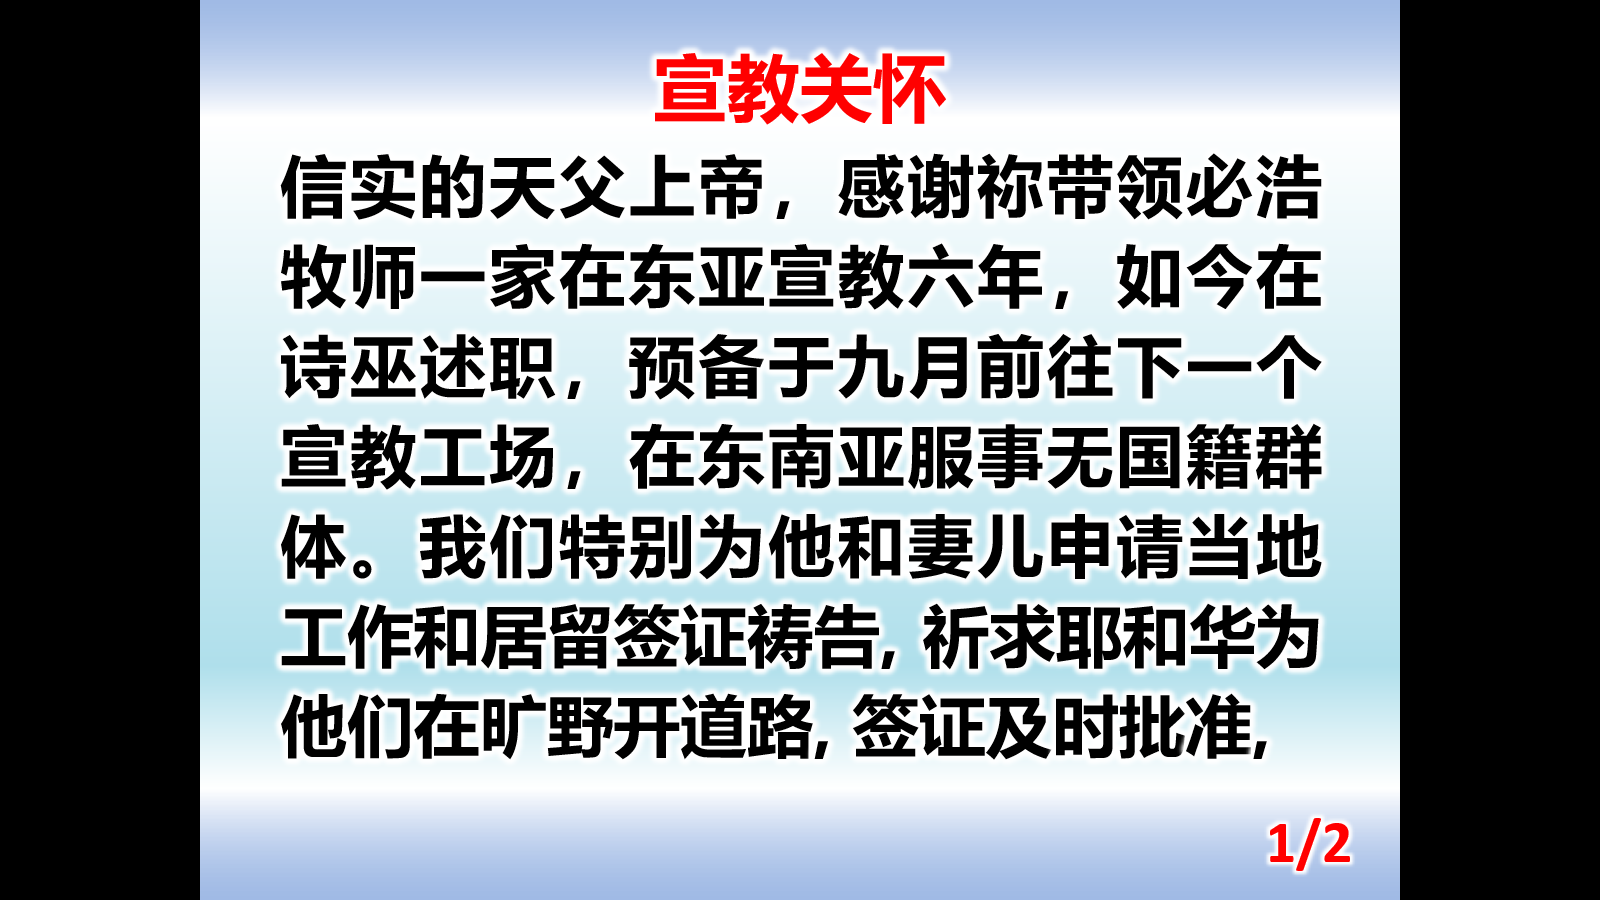 宣教关怀
信实的天父上帝，感谢祢带领必浩
牧师一家在东亚宣教六年，如今在
诗巫述职，预备于九月前往下一个
宣教工场，在东南亚服事无国籍群
体。我们特别为他和妻儿申请当地
工作和居留签证祷告, 祈求耶和华为
他们在旷野开道路, 签证及时批准,
1/2